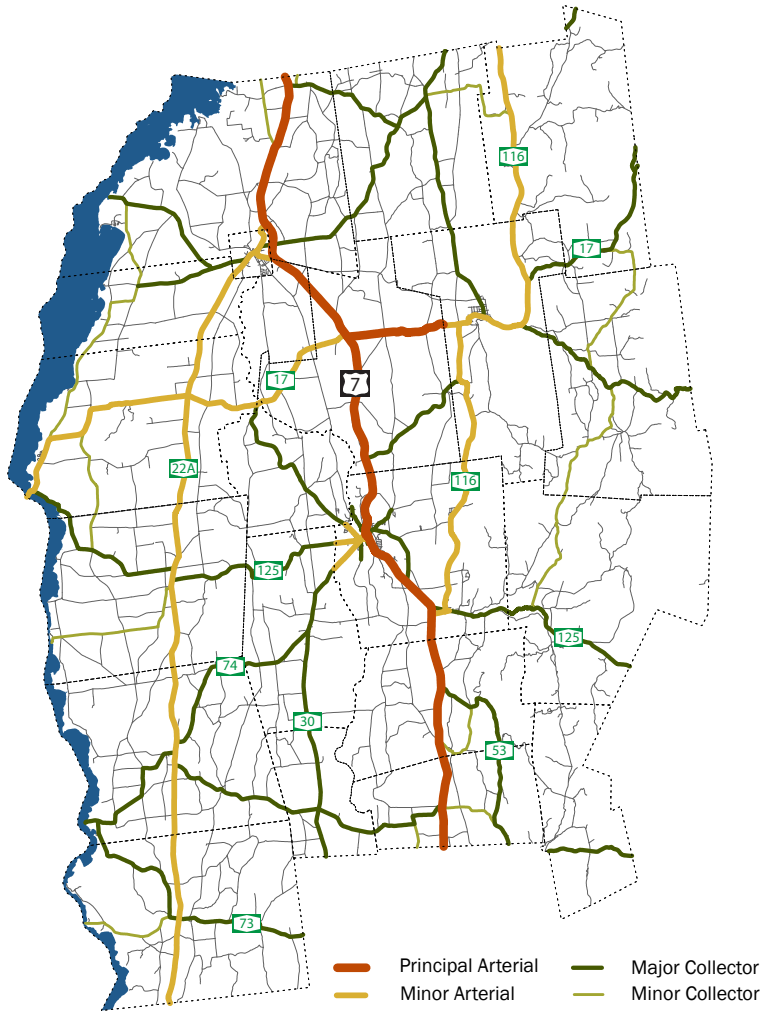 116
17
17
7
22A
116
125
125
74
30
53
73
Principal Arterial
Major Collector
Minor Arterial
Minor Collector